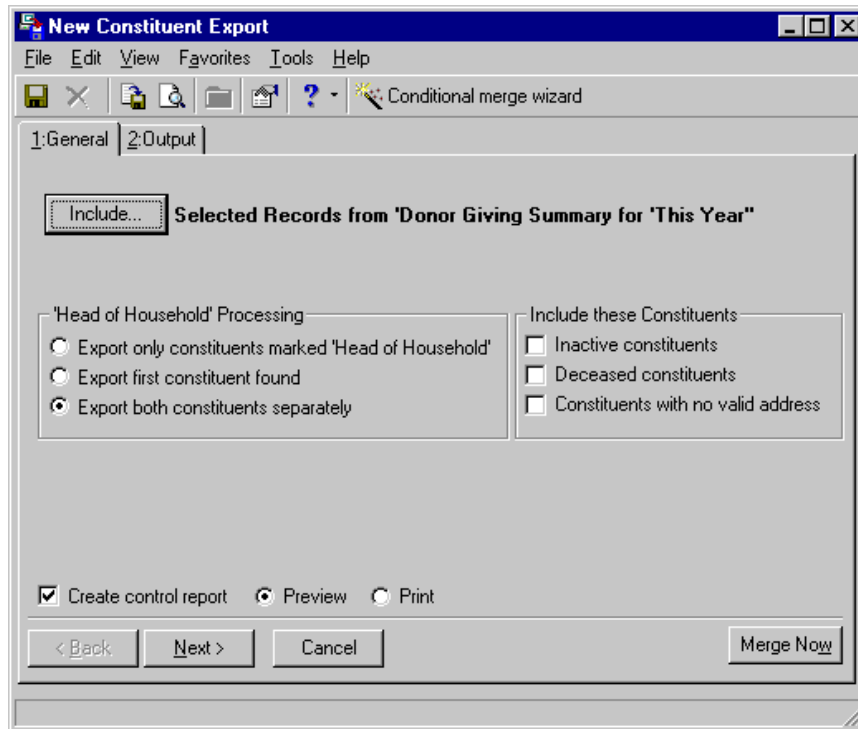 New Constituent Export
File Edit View Favorites Tools Help
? Conditional merge wizard
1:General 2:Output
Include... Selected Records from 'Donor Giving Summary for 'This Year''
'Head of Household' Processing
Export only constituents marked 'Head of Household'
Export first constituent found
Export both constituents separately
Include these Constituents
Inactive constituents
Deceased constituents
Constituents with no valid address
Create control report Preview Print
< Back Next > Cancel Merge Now